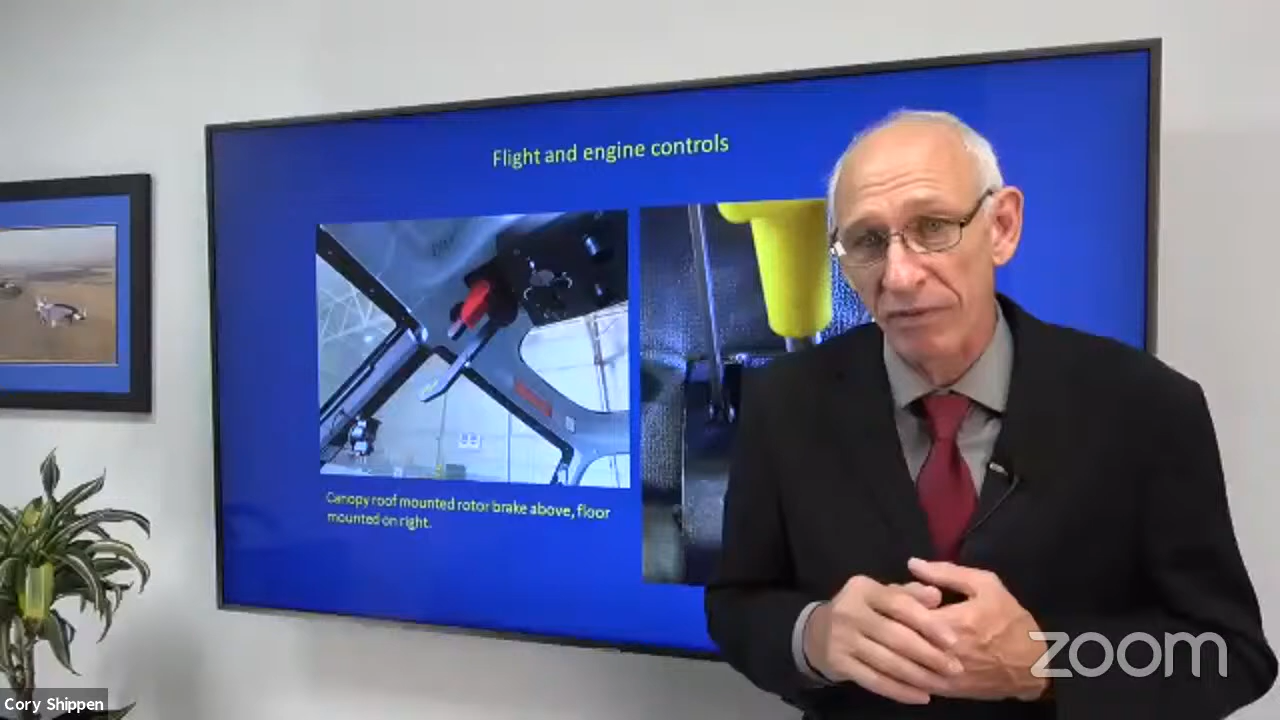 Flight and engine controls
Canopy roof mounted rotor brake above, floor
mounted on right.
zoom
Cory Shippen